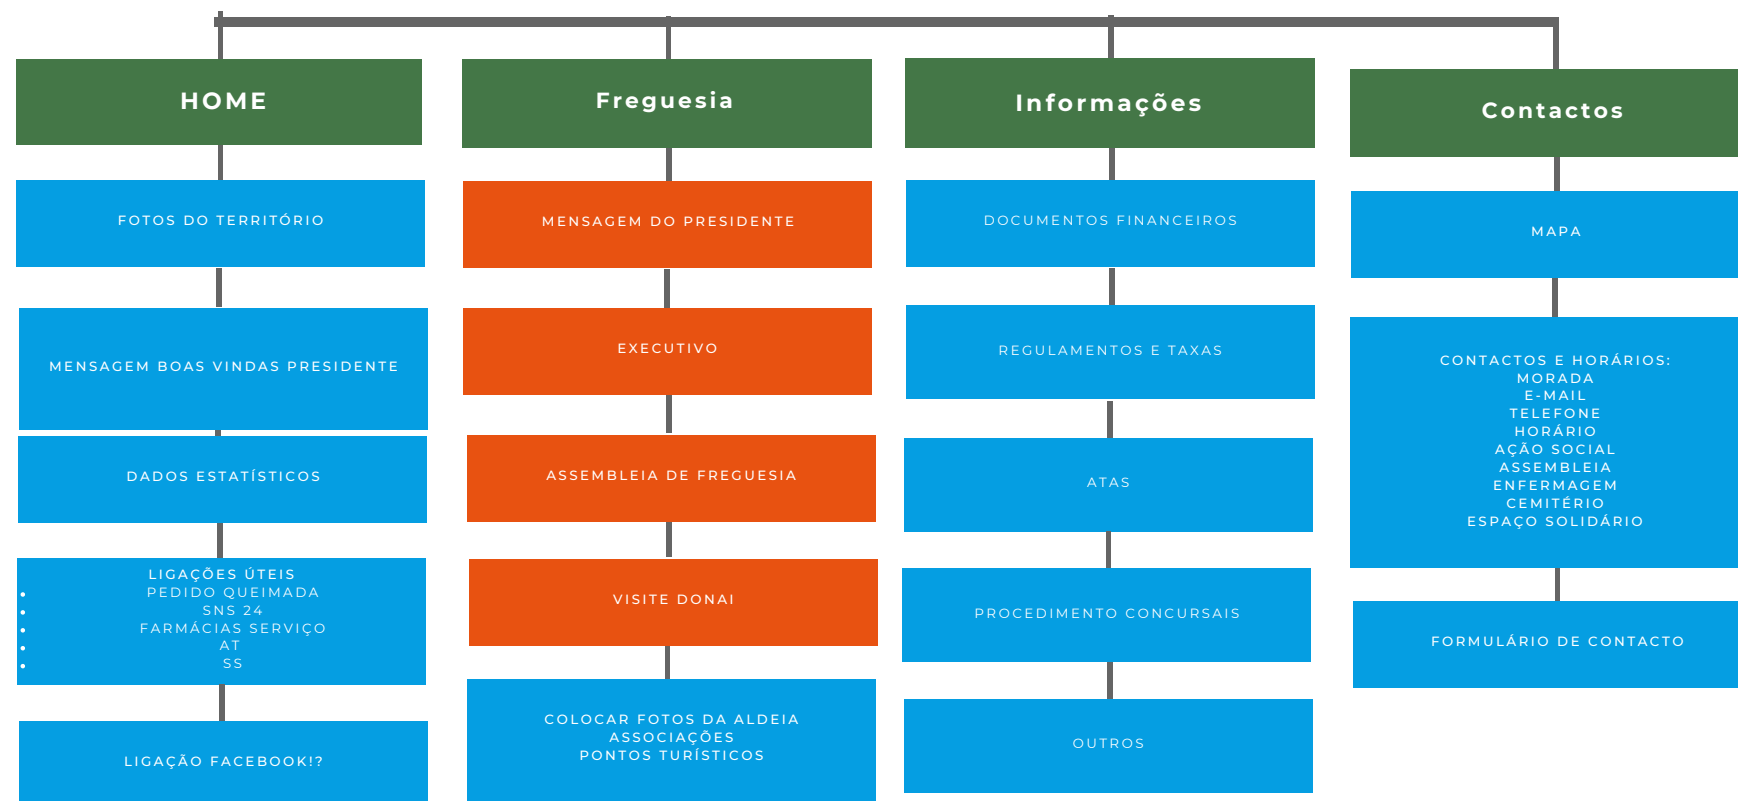 HOME
FOTOS DO TERRITÓRIO
MENSAGEM BOAS VINDAS PRESIDENTE
DADOS ESTATÍSTICOS
LIGAÇÕES ÚTEIS
• PEDIDO QUEIMADA
• SNS 24
• FARMÁCIAS SERVIÇO
• AT
• SS
LIGAÇÃO FACEBOOK!?
Freguesia
MENSAGEM DO PRESIDENTE
EXECUTIVO
ASSEMBLEIA DE FREGUESIA
VISITE DONAI
COLOCAR FOTOS DA ALDEIA
ASSOCIAÇÕES
PONTOS TURÍSTICOS
Informações
DOCUMENTOS FINANCEIROS
REGULAMENTOS E TAXAS
ATAS
PROCEDIMENTO CONCURSAIS
OUTROS
Contactos
MAPA
CONTACTOS E HORÁRIOS:
MORADA
E-MAIL
TELEFONE
HORÁRIO
AÇÃO SOCIAL
ASSEMBLEIA
ENFERMAGEM
CEMITÉRIO
ESPAÇO SOLIDÁRIO
FORMULÁRIO DE CONTACTO